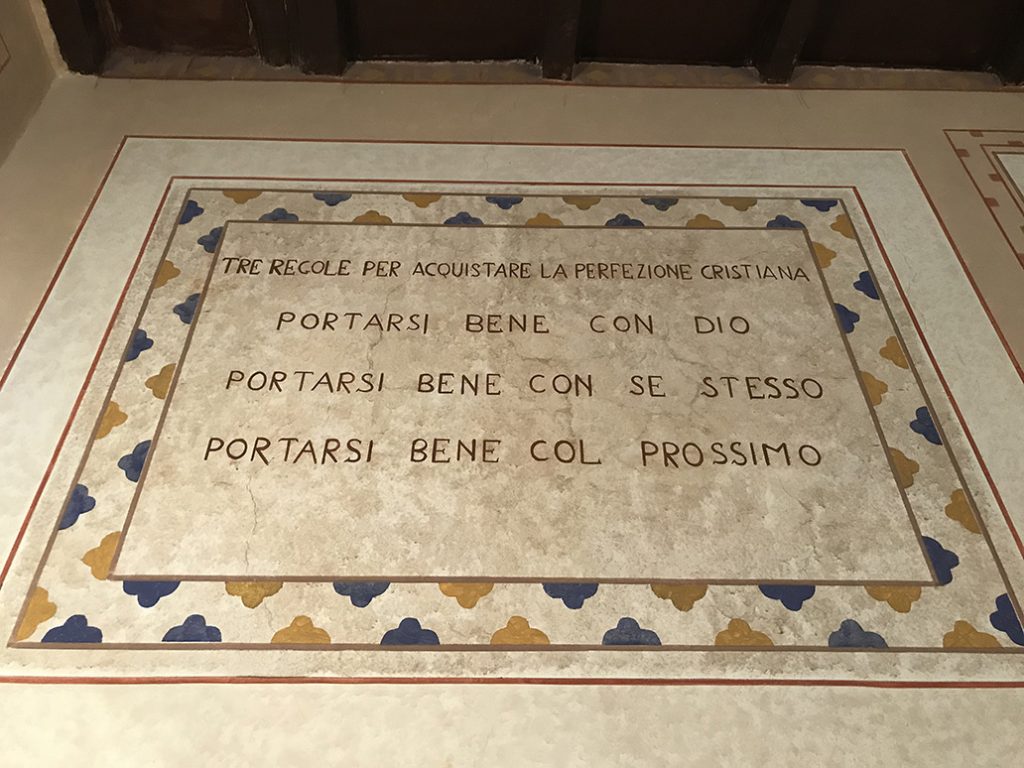 TRE REGOLE PER ACQUISTARE LA PERFEZIONE CRISTIANA
PORTARSI BENE CON DIO
PORTARSI BENE CON SE STESSO
PORTARSI BENE COL PROSSIMO